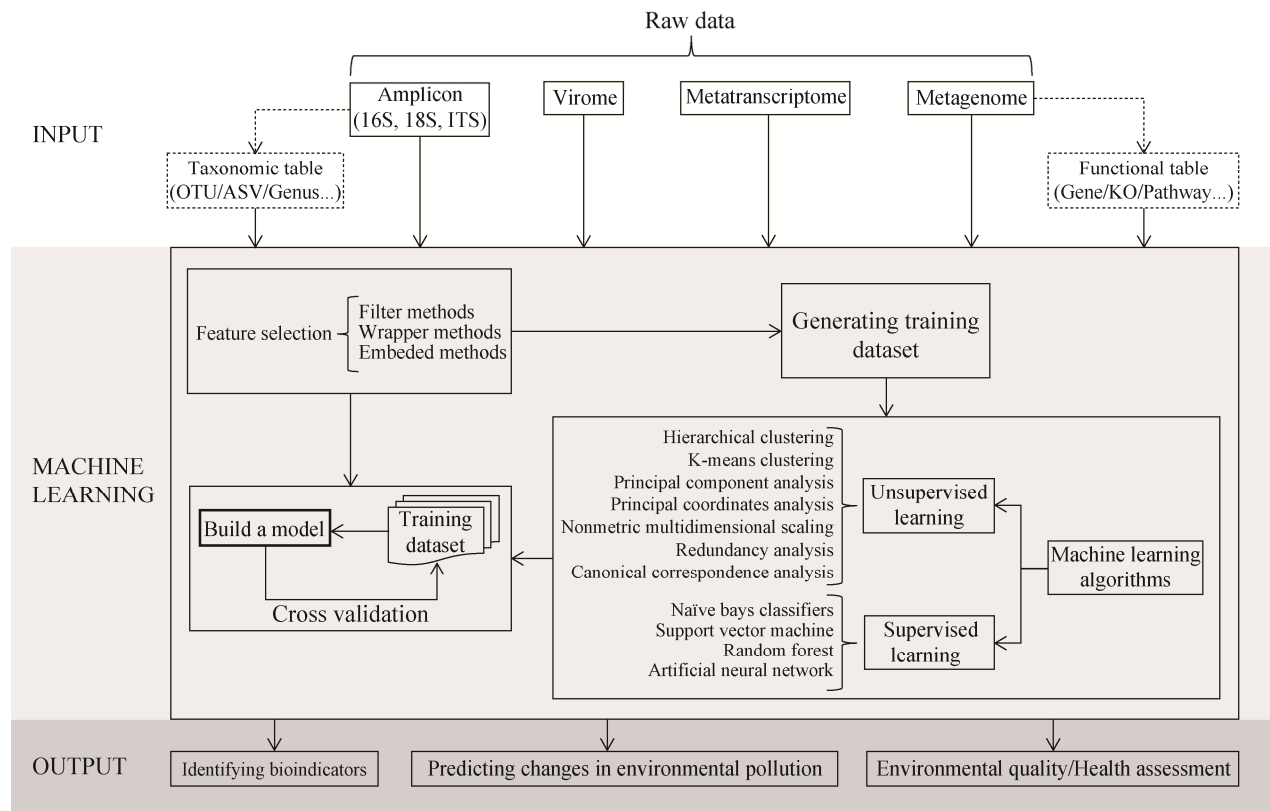 Raw data
INPUT
Amplicon
(16S, 18S, ITS)
Virome
Metatranscriptome
Metagenome
Taxonomic table
(OTU/ASV/Genus...)
Functional table
(Gene/KO/Pathway...)
MACHINE
LEARNING
Feature selection
Filter methods
Wrapper methods
Embeded methods
Generating training
dataset
Hierarchical clustering
K-means clustering
Principal component analysis
Principal coordinates analysis
Nonmetric multidimensional scaling
Redundancy analysis
Canonical correspondence analysis
Unsupervised
learning
Machine learning
algorithms
Naïve bays classifiers
Support vector machine
Random forest
Artificial neural network
Supervised
learning
Build a model
Training
dataset
Cross validation
OUTPUT
Identifying bioindicators
Predicting changes in environmental pollution
Environmental quality/Health assessment